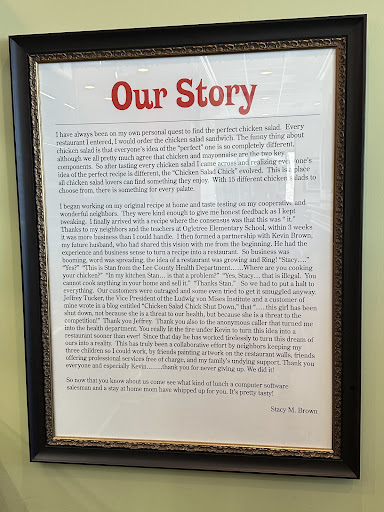 Our Story
I have always been on my own personal quest to find the perfect chicken salad. Every
restaurant I entered, I would order the chicken salad sandwich. The funny thing about
chicken salad is that everyone's idea of the "perfect" one is so completely different,
although we all pretty much agree that chicken and mayonnaise are the two key
components. So after tasting every chicken salad I came across and realizing everyone's
idea of the perfect recipe is different, the "Chicken Salad Chick" evolved. This is a place
all chicken salad lovers can find something they enjoy. With 15 different chicken salads to
choose from, there is something for every palate.
I began working on my original recipe at home and taste testing on my cooperative and
wonderful neighbors. They were kind enough to give me honest feedback as I kept
tweaking. I finally arrived with a recipe where the consensus was that this was " it."
Thanks to my neighbors and the teachers at Ogletree Elementary School, within 3 weeks
it was more business than I could handle. I then formed a partnership with Kevin Brown,
my future husband, who had shared this vision with me from the beginning. He had the
experience and business sense to turn a recipe into a restaurant. So business was
booming, word was spreading, the idea of a restaurant was growing and Ring! "Stacy….."
"Yes?" "This is Stan from the Lee County Health Department…….Where are you cooking
your chicken?" "In my kitchen Stan…. is that a problem?" "Yes, Stacy… that is illegal. You
cannot cook anything in your home and sell it." "Thanks Stan." So we had to put a halt to
everything. Our customers were outraged and some even tried to get it smuggled anyway.
Jeffrey Tucker, the Vice President of the Ludwig von Mises Institute and a customer of
mine wrote in a blog entitled "Chicken Salad Chick Shut Down," that "…..this girl has been
shut down, not because she is a threat to our health, but because she is a threat to the
competition!" Thank you Jeffrey. Thank you also to the anonymous caller that turned me
into the health department. You really lit the fire under Kevin to turn this idea into a
restaurant sooner than ever! Since that day he has worked tirelessly to turn this dream of
ours into a reality. This has truly been a collaborative effort by neighbors keeping my
three children so I could work, by friends painting artwork on the restaurant walls, friends
offering professional services free of charge, and my family's undying support. Thank you
everyone and especially Kevin………thank you for never giving up. We did it!
So now that you know about us come see what kind of lunch a computer software
salesman and a stay at home mom have whipped up for you. It's pretty tasty!
Stacy M. Brown